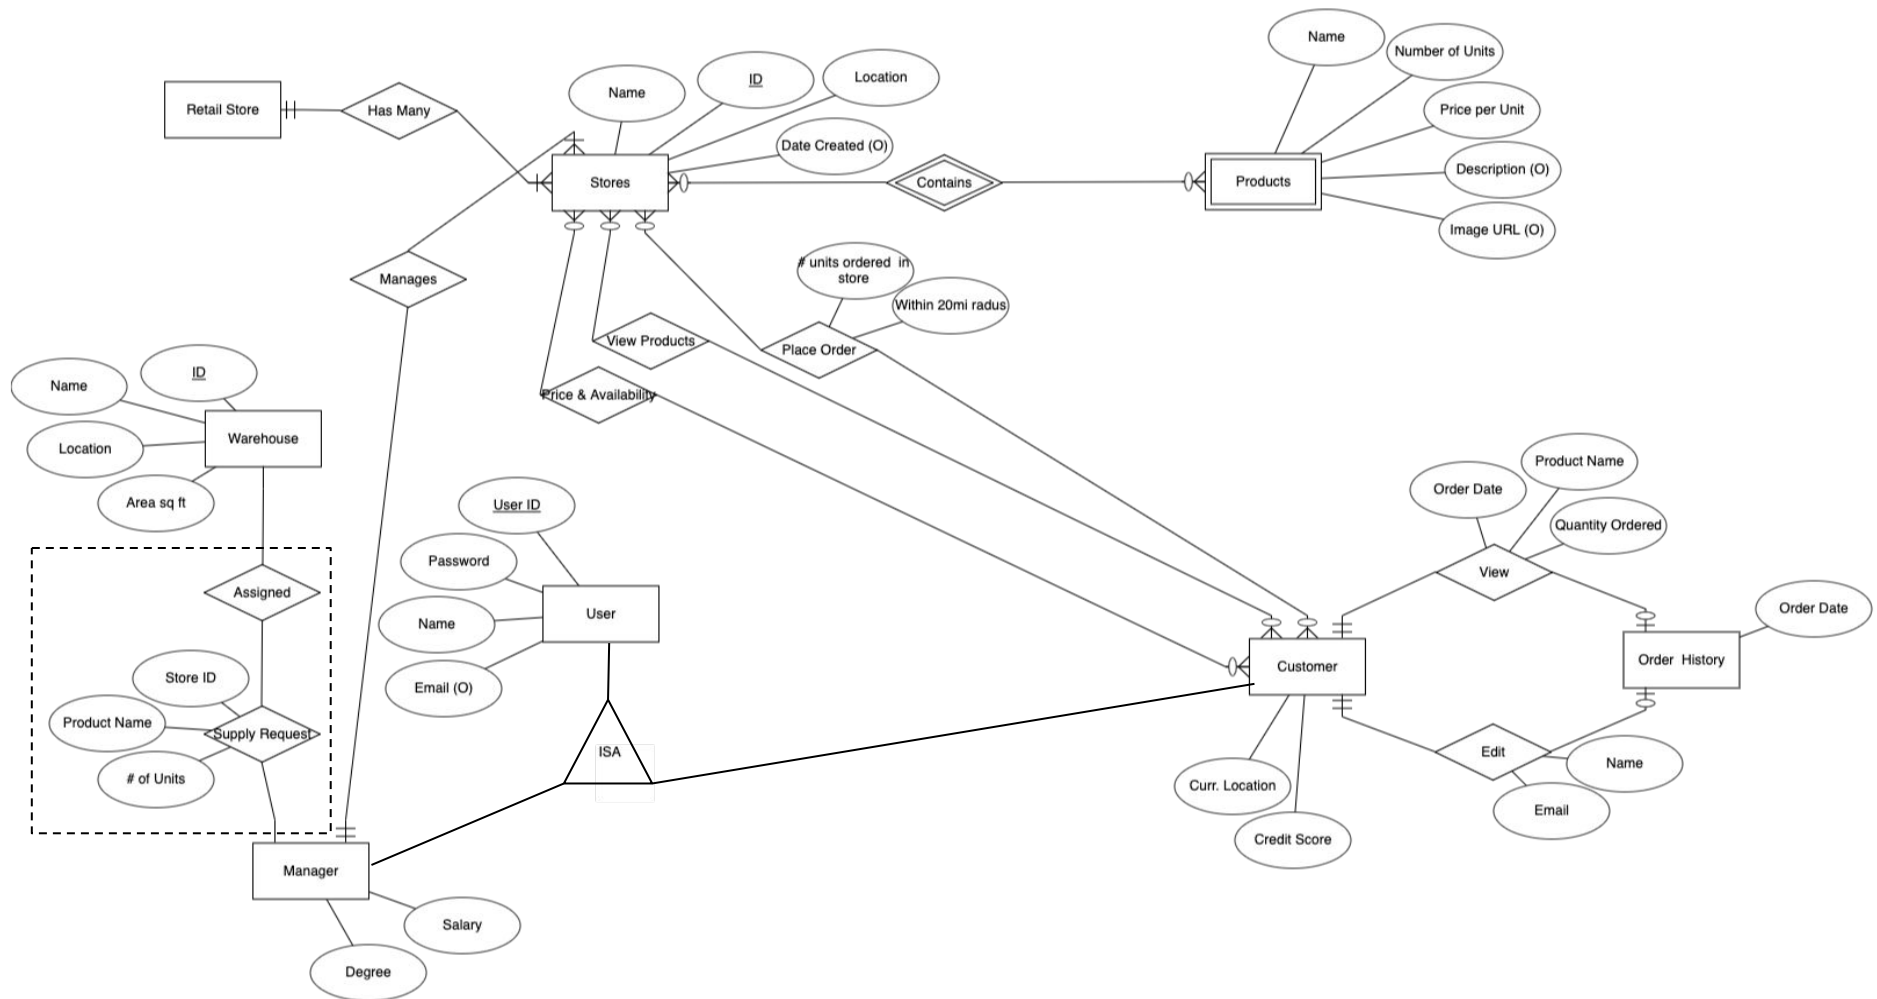 Name
Number of Units
Retail Store
Has Many
Name
ID
Location
Price per Unit
Date Created (O)
Stores
Contains
Products
Description (O)
Image URL (O)
Manages
# units ordered  in
store
Within 20mi radus
View Products
Place Order
Price & Availability
Name
ID
Warehouse
Location
Area sq ft
User ID
Order Date
Product Name
Quantity Ordered
Password
View
Assigned
User
Name
Order Date
Store ID
Email (O)
Customer
Order  History
Product Name
Supply Request
# of Units
ISA
Curr. Location
Edit
Name
Email
Credit Score
Manager
Salary
Degree